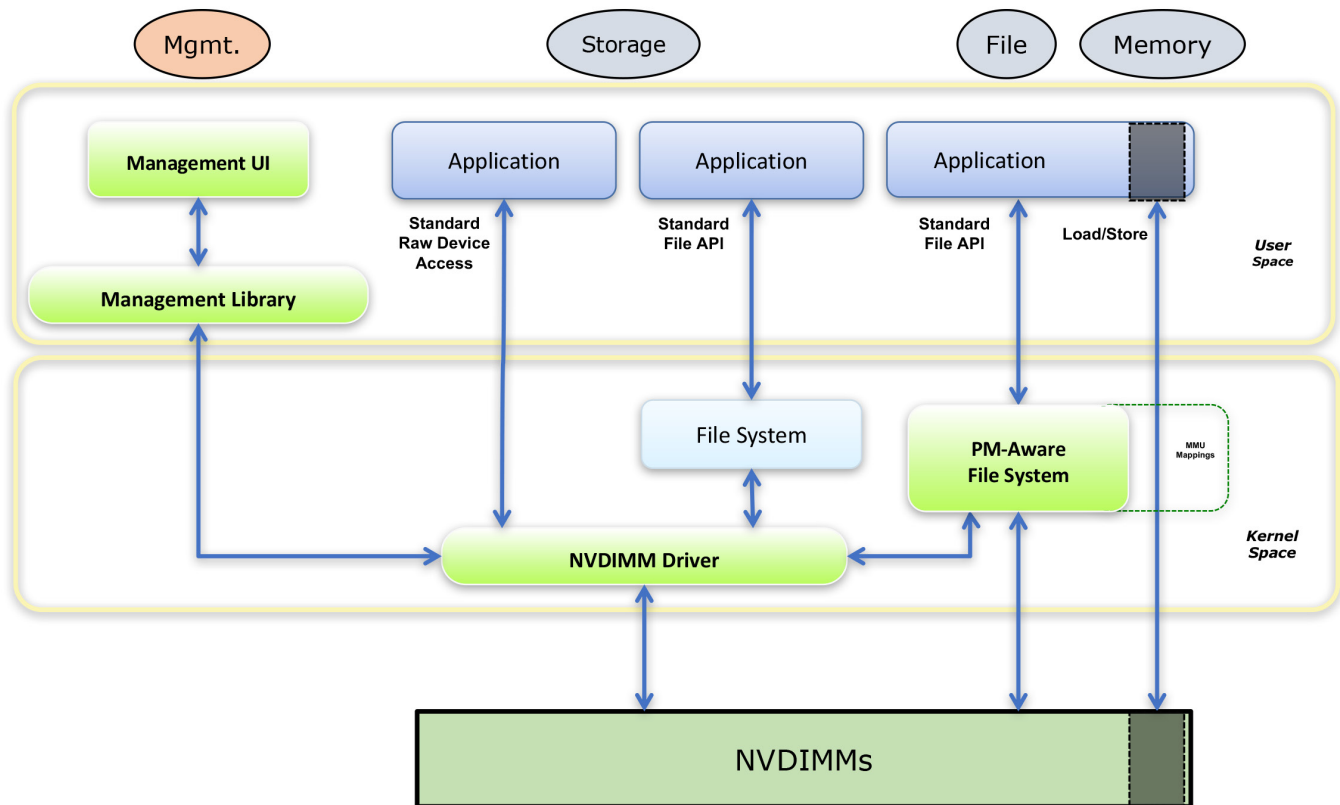 Mgmt.
Storage
File
Memory
Management UI
Application
Application
Application
Standard
Raw Device
Access
Standard
File API
Standard
File API
Load/Store
User
Space
Management Library
File System
PM-Aware
File System
MMU
Mappings
NVDIMM Driver
Kernel
Space
NVDIMMs